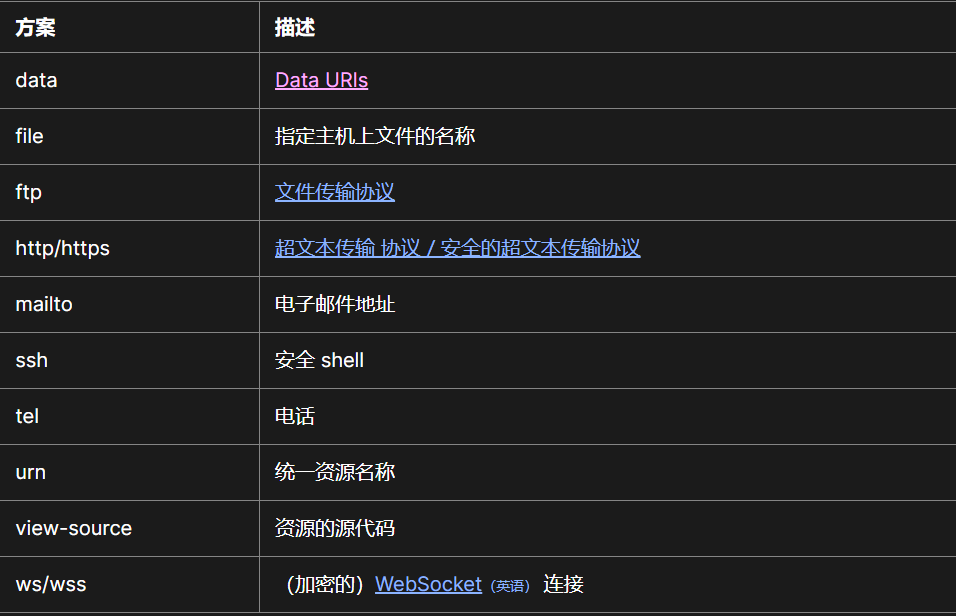 方案 描述
data Data URIs
file 指定主机上文件的名称
ftp 文件传输协议
http/https 超文本传输 协议 / 安全的超文本传输协议
mailto 电子邮件地址
ssh 安全 shell
tel 电话
urn 统一资源名称
view-source 资源的源代码
ws/wss （加密的）WebSocket（英语） 连接